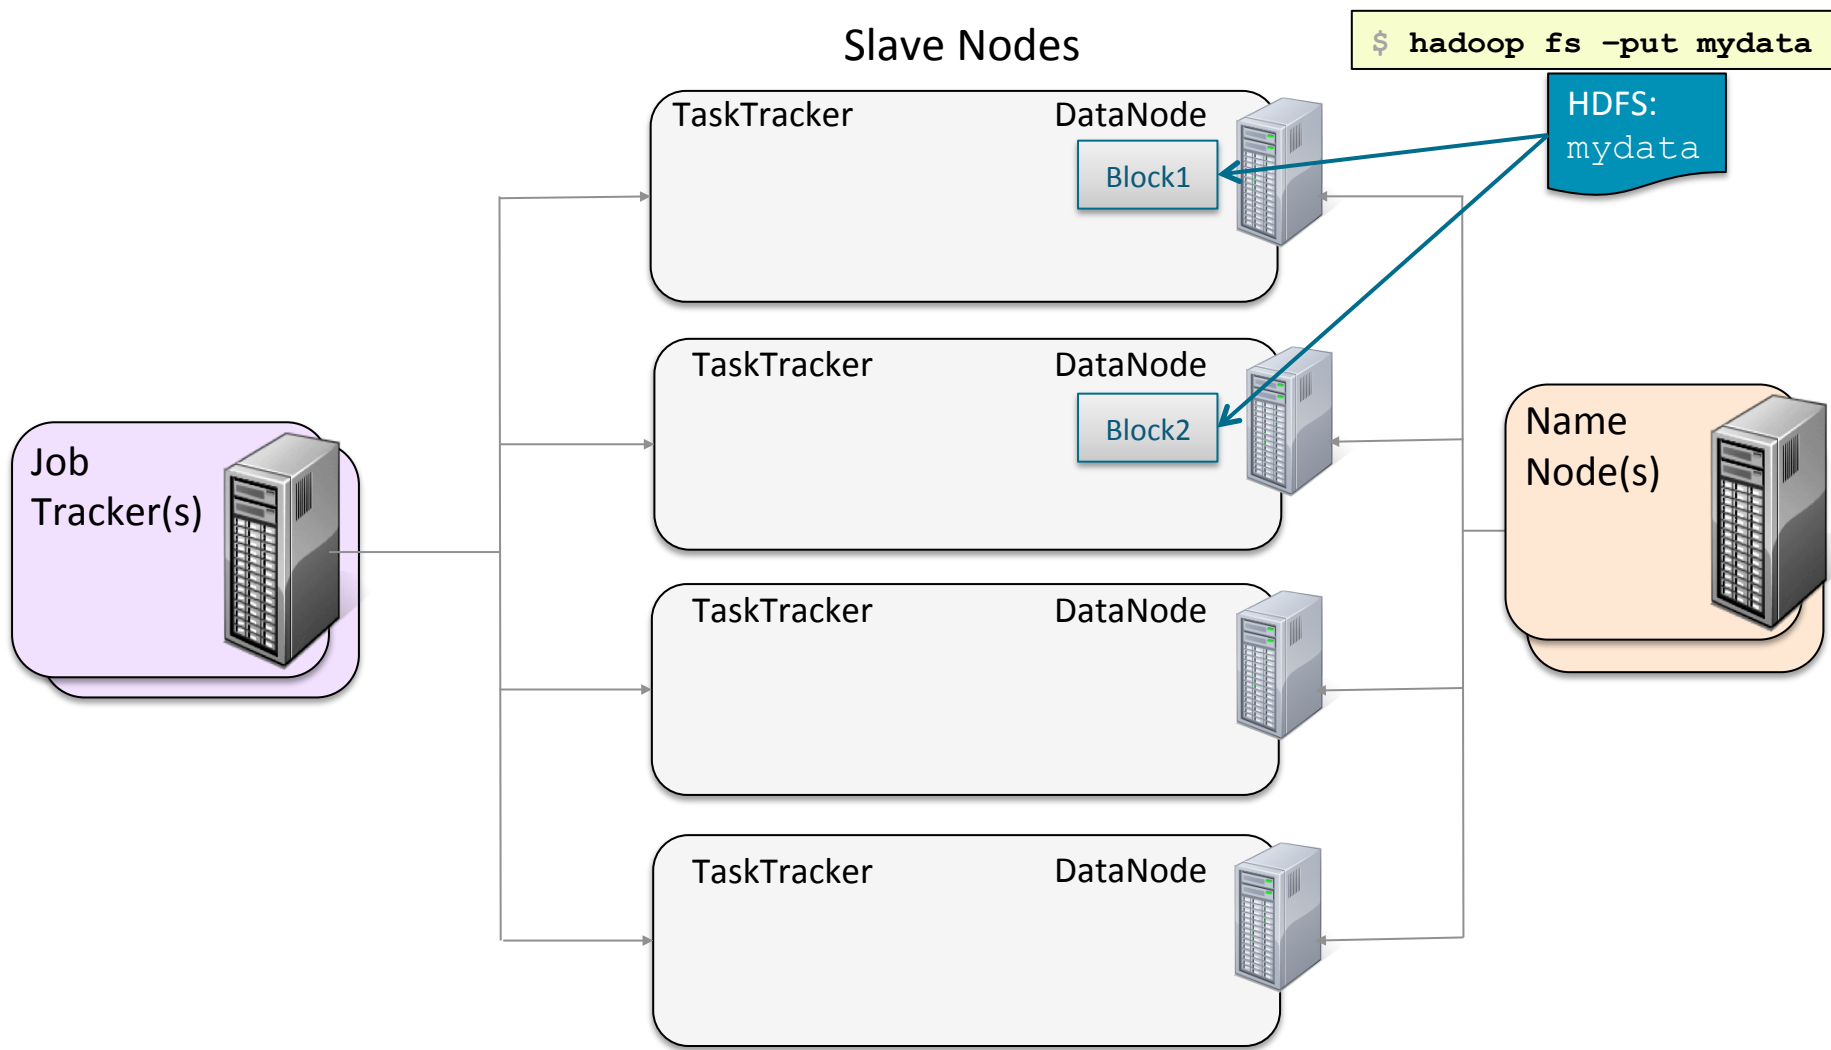 Slave Nodes
$ hadoop fs –put mydata
HDFS:
mydata
TaskTracker
DataNode
Block1
TaskTracker
DataNode
Block2
Job
Tracker(s)
Name
Node(s)
TaskTracker
DataNode
TaskTracker
DataNode